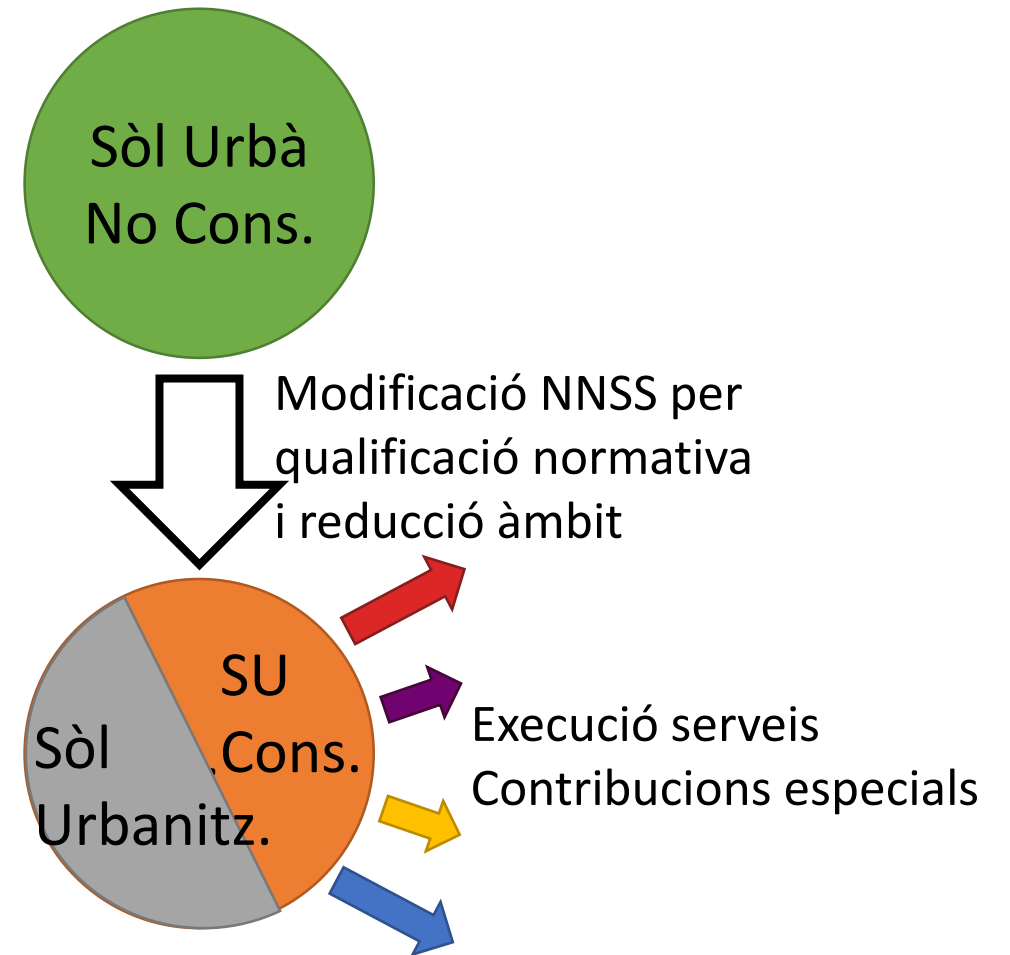 Sòl Urbà
No Cons.
Modificació NNSS per
qualificació normativa
i reducció àmbit
SU
Cons.
Sòl
Urbanitz.
Execució serveis
Contribucions especials